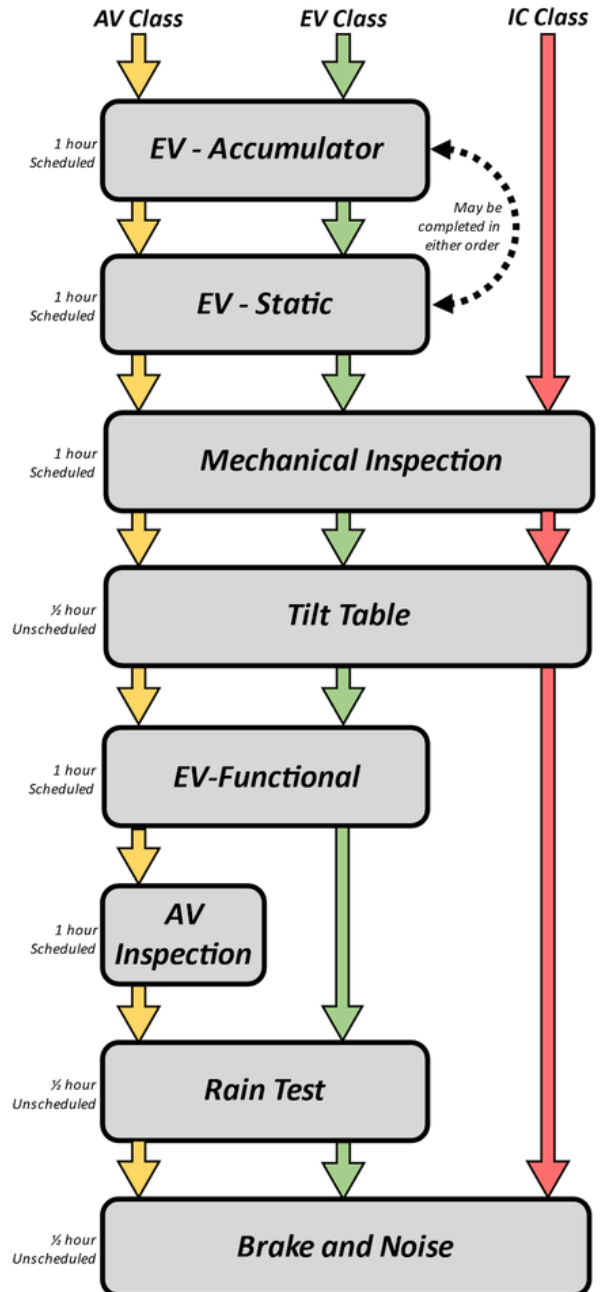 AV Class
EV Class
IC Class
1 hour
Scheduled
EV - Accumulator
May be
completed in
either order
1 hour
Scheduled
EV - Static
1 hour
Scheduled
Mechanical Inspection
½ hour
Unscheduled
Tilt Table
1 hour
Scheduled
EV-Functional
1 hour
Scheduled
AV
Inspection
½ hour
Unscheduled
Rain Test
½ hour
Unscheduled
Brake and Noise